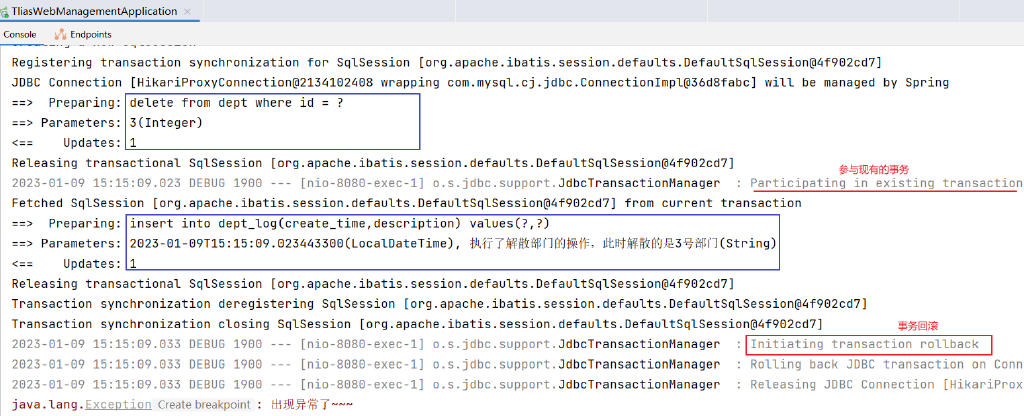 TliasWebManagementApplication
Console Endpoints
Registering transaction synchronization for SqlSession [org.apache.ibatis.session.defaults.DefaultSqlSession@4f902cd7]
JDBC Connection [HikariProxyConnection@2134102408 wrapping com.mysql.cj.jdbc.ConnectionImpl@36d8fabc] will be managed by Spring
==>  Preparing: delete from dept where id = ?
==> Parameters: 3(Integer)
<==    Updates: 1
Releasing transactional SqlSession [org.apache.ibatis.session.defaults.DefaultSqlSession@4f902cd7]
参与现有的事务
2023-01-09 15:15:09.023 DEBUG 1900 --- [nio-8080-exec-1] o.s.jdbc.support.JdbcTransactionManager  : Participating in existing transaction
Fetched SqlSession [org.apache.ibatis.session.defaults.DefaultSqlSession@4f902cd7] from current transaction
==>  Preparing: insert into dept_log(create_time,description) values(?,?)
==> Parameters: 2023-01-09T15:15:09.023443300(LocalDateTime), 执行了解散部门的操作，此时解散的是3号部门(String)
<==    Updates: 1
Releasing transactional SqlSession [org.apache.ibatis.session.defaults.DefaultSqlSession@4f902cd7]
Transaction synchronization deregistering SqlSession [org.apache.ibatis.session.defaults.DefaultSqlSession@4f902cd7]
Transaction synchronization closing SqlSession [org.apache.ibatis.session.defaults.DefaultSqlSession@4f902cd7]
事务回滚
2023-01-09 15:15:09.033 DEBUG 1900 --- [nio-8080-exec-1] o.s.jdbc.support.JdbcTransactionManager  : Initiating transaction rollback
2023-01-09 15:15:09.033 DEBUG 1900 --- [nio-8080-exec-1] o.s.jdbc.support.JdbcTransactionManager  : Rolling back JDBC transaction on Conn
2023-01-09 15:15:09.033 DEBUG 1900 --- [nio-8080-exec-1] o.s.jdbc.support.JdbcTransactionManager  : Releasing JDBC Connection [HikariProx
java.lang.Exception Create breakpoint : 出现异常了~~~